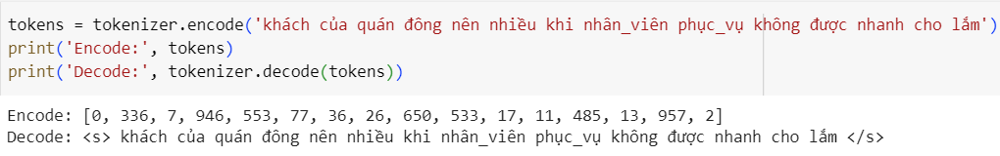 tokens = tokenizer.encode('khách của quán đông nên nhiều khi nhân_viên phục_vụ không được nhanh cho lắm')
print('Encode:', tokens)
print('Decode:', tokenizer.decode(tokens))
Encode: [0, 336, 7, 946, 553, 77, 36, 26, 650, 533, 17, 11, 485, 13, 957, 2]
Decode: <s> khách của quán đông nên nhiều khi nhân_viên phục_vụ không được nhanh cho lắm </s>